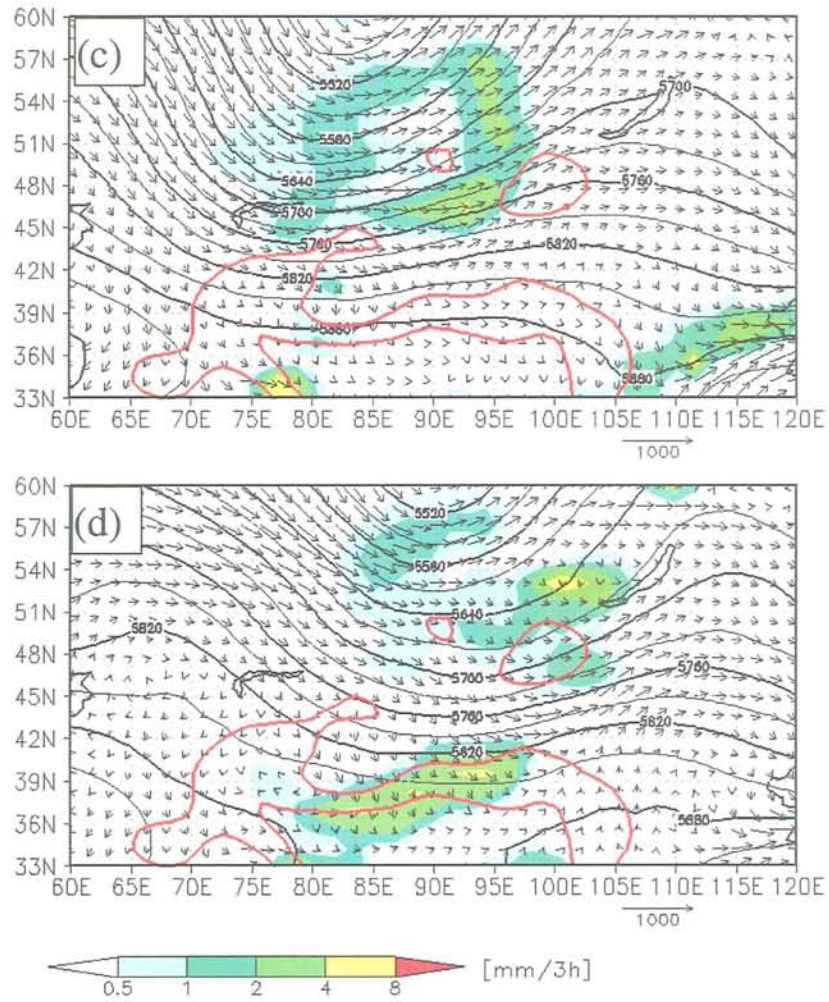 60N
(c)
57N
54N
51N
48N
45N
42N
39N
36N
33N
5520
5580
5640
5700
5760
5820
5880
5700
5760
5820
5880
60E 65E 70E 75E 80E 85E 90E 95E 100E 105E 110E 115E 120E
1000
60N
(d)
57N
54N
51N
48N
45N
42N
39N
36N
33N
5520
5580
5640
5700
5760
5820
5820
5760
5820
5880
60E 65E 70E 75E 80E 85E 90E 95E 100E 105E 110E 115E 120E
1000
0.5 1 2 4 8 [mm/3h]